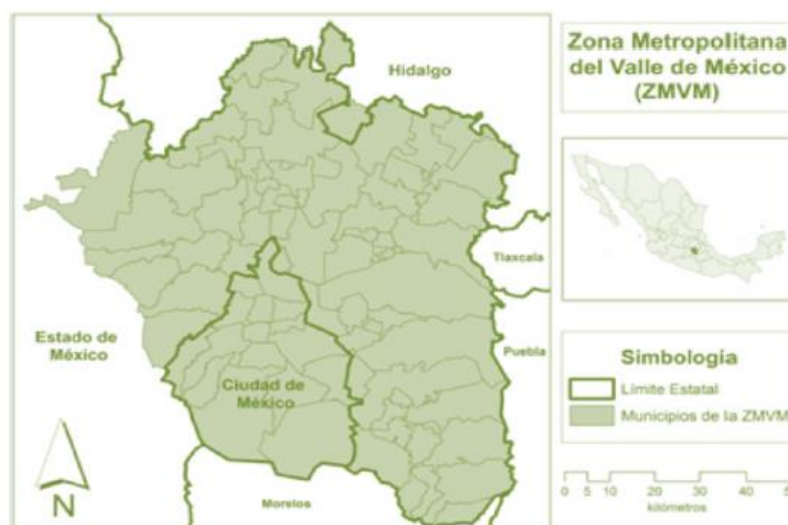 Zona Metropolitana
del Valle de México
(ZMVM)
Hidalgo
Tlaxcala
Estado de
México
Puebla
Ciudad de
México
Morelos
N
Simbología
Límite Estatal
Municipios de la ZMVM
0 5 10 20 30 40
kilómetros